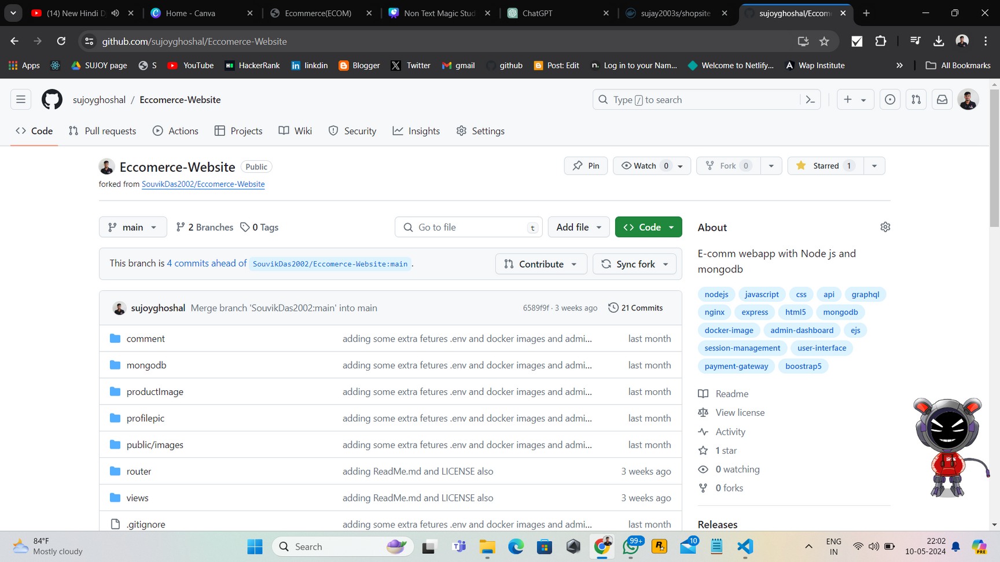 (14) New Hindi D
Home - Canva
Ecommerce(ECOM)
Non Text Magic Stud
ChatGPT
sujay2003s/shopsite
sujoyghoshal/Eccom
github.com/sujoyghoshal/Eccomerce-Website
Apps
SUJOY page
S
YouTube
HackerRank
linkdin
Blogger
Twitter
gmail
github
Post: Edit
Log in to your Nam...
Welcome to Netlify...
Wap Institute
All Bookmarks
sujoyghoshal / Eccomerce-Website
Type / to search
Code
Pull requests
Actions
Projects
Wiki
Security
Insights
Settings
Eccomerce-Website Public
Pin
Watch 0
Fork 0
Starred 1
forked from SouvikDas2002/Eccomerce-Website
main
2 Branches
0 Tags
Go to file t
Add file
Code
This branch is 4 commits ahead of SouvikDas2002/Eccomerce-Website:main .
Contribute
Sync fork
sujoyghoshal Merge branch 'SouvikDas2002:main' into main 6589f9f · 3 weeks ago 21 Commits
comment adding some extra fetures .env and docker images and admi... last month
mongodb adding some extra fetures .env and docker images and admi... last month
productImage adding some extra fetures .env and docker images and admi... last month
profilepic adding some extra fetures .env and docker images and admi... last month
public/images adding some extra fetures .env and docker images and admi... last month
router adding ReadMe.md and LICENSE also 3 weeks ago
views adding ReadMe.md and LICENSE also 3 weeks ago
.gitignore adding some extra fetures .env and docker images and admi... last month
About
E-comm webapp with Node js and
mongodb
nodejs javascript css api graphql
nginx express html5 mongodb
docker-image admin-dashboard ejs
session-management user-interface
payment-gateway boostrap5
Readme
View license
Activity
1 star
0 watching
0 forks
Releases
84°F
Mostly cloudy
Search
99+
10
ENG
IN
22:02
10-05-2024
PRE